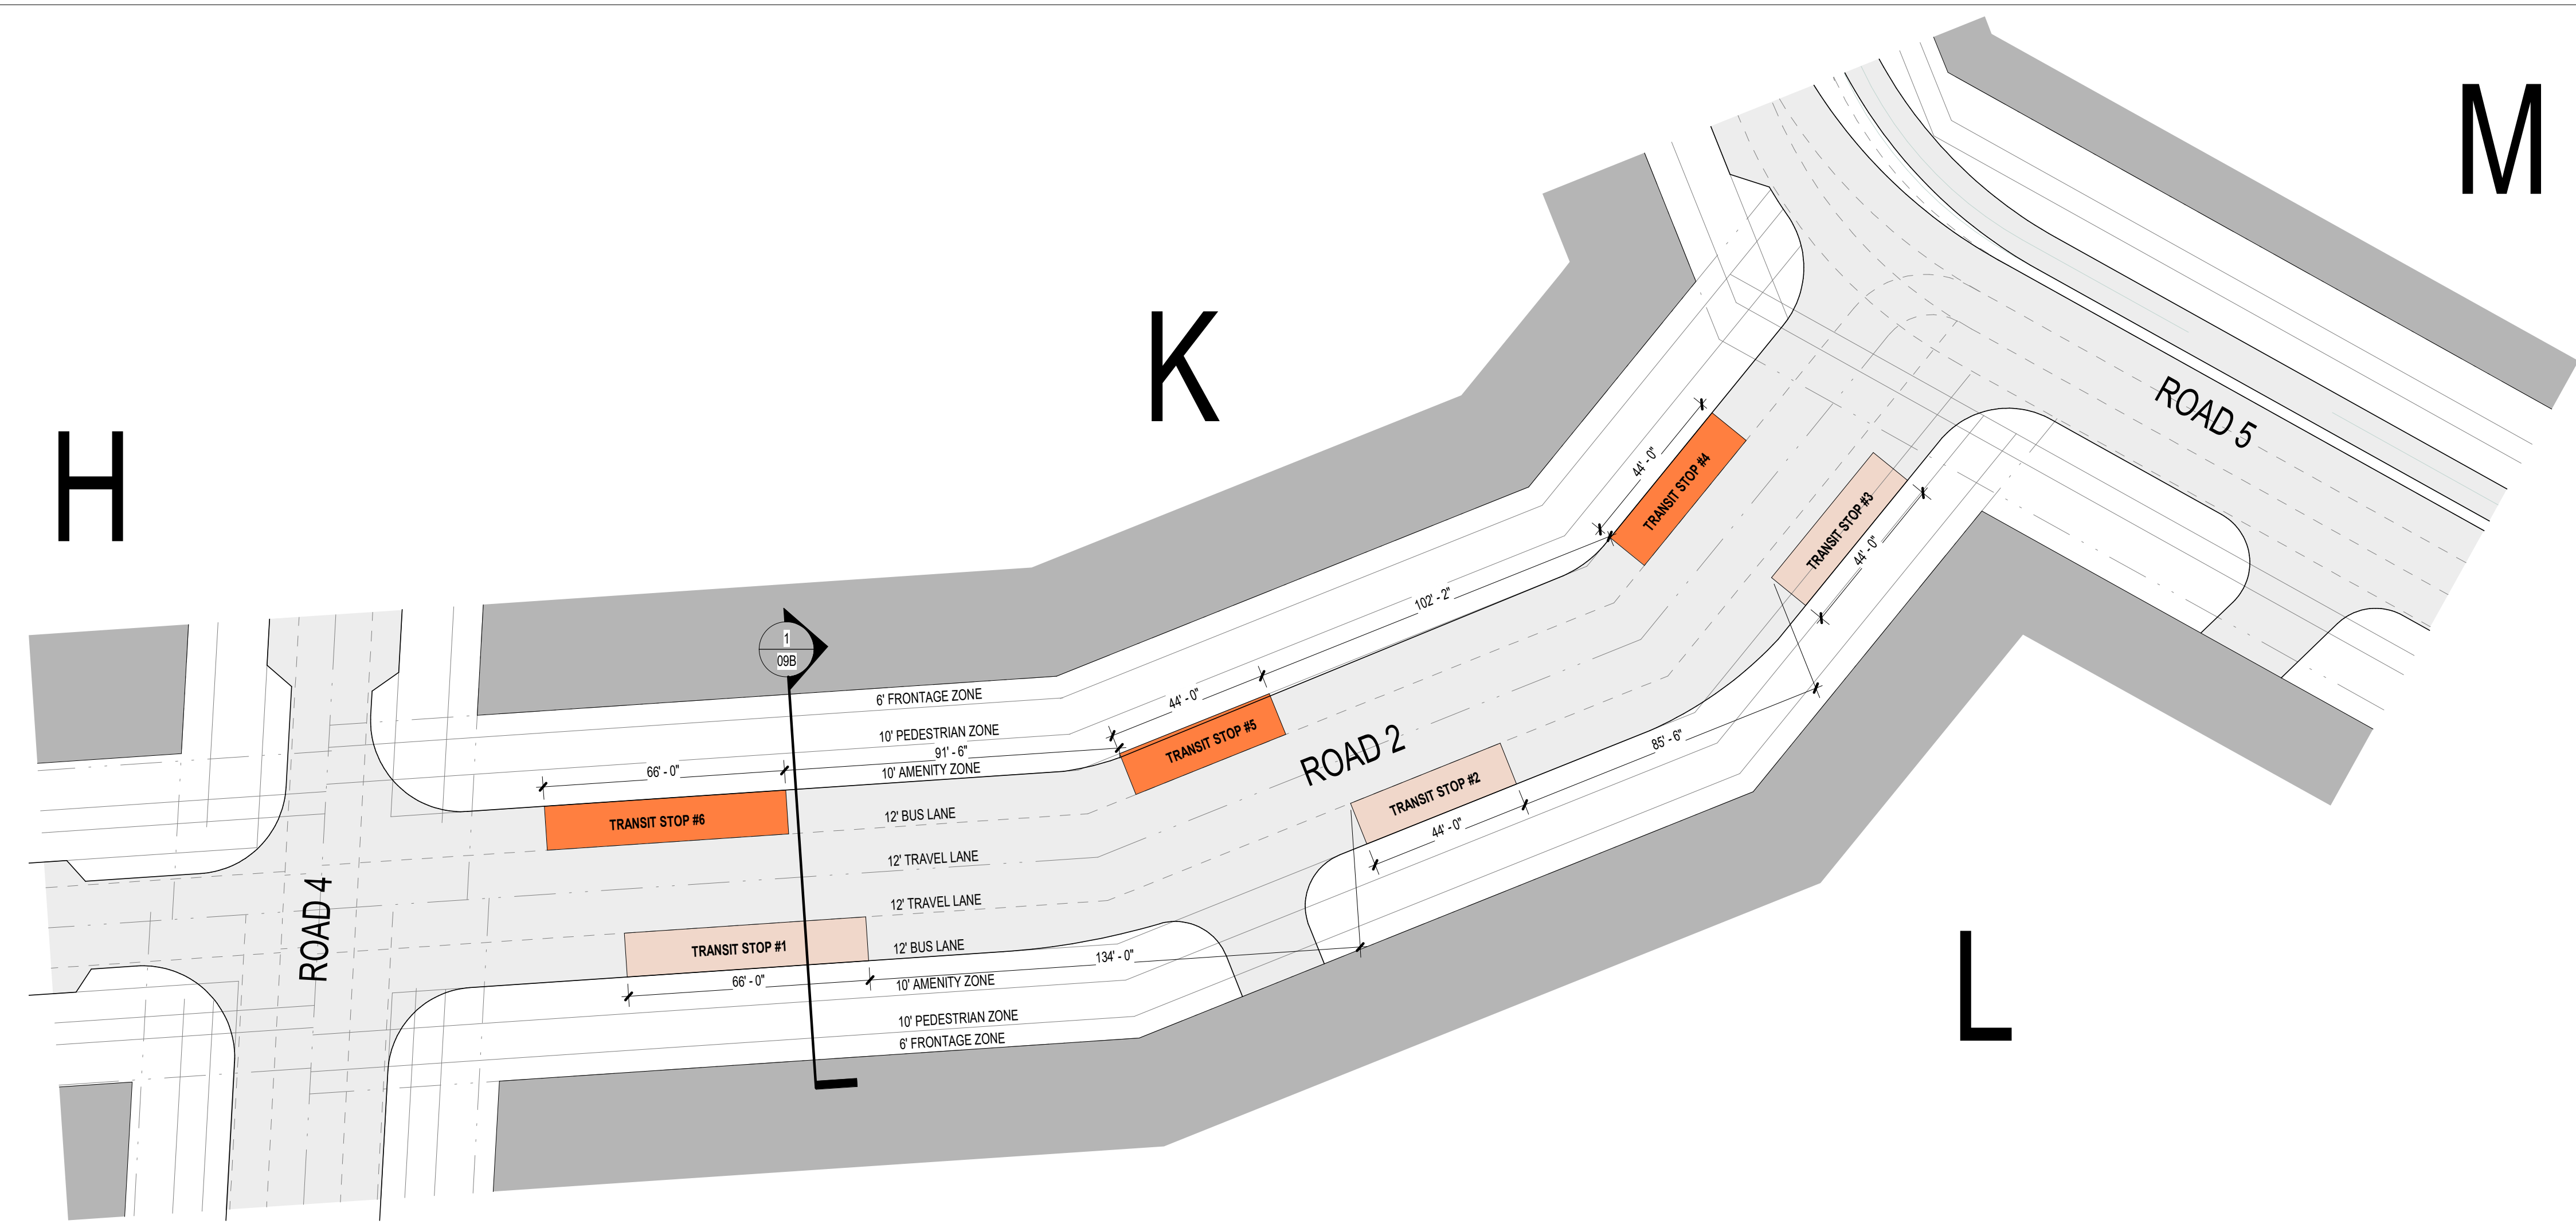 M
K
H
L
ROAD 5
ROAD 2
ROAD 4
TRANSIT STOP #4
44' - 0"
TRANSIT STOP #3
44' - 0"
102' - 2"
1
09B
6' FRONTAGE ZONE
10' PEDESTRIAN ZONE
91' - 6"
10' AMENITY ZONE
44' - 0"
TRANSIT STOP #5
66' - 0"
TRANSIT STOP #6
12' BUS LANE
12' TRAVEL LANE
12' TRAVEL LANE
12' BUS LANE
TRANSIT STOP #2
44' - 0"
85' - 6"
TRANSIT STOP #1
66' - 0"
134' - 0"
10' AMENITY ZONE
10' PEDESTRIAN ZONE
6' FRONTAGE ZONE